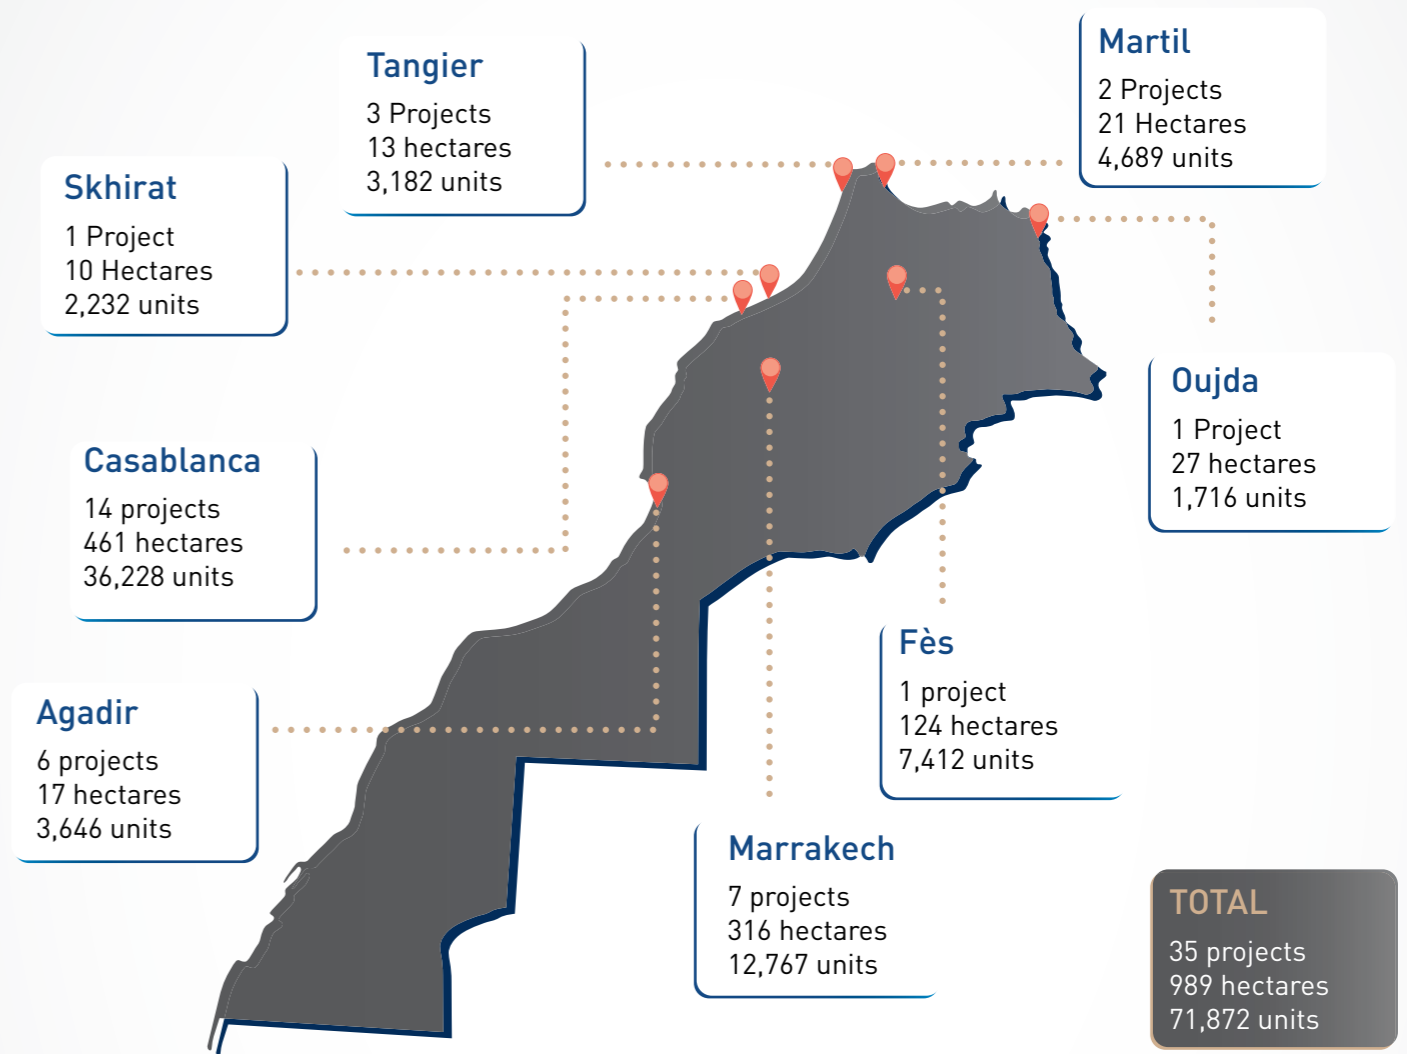 Tangier
3 Projects
13 hectares
3,182 units
Martil
2 Projects
21 Hectares
4,689 units
Skhirat
1 Project
10 Hectares
2,232 units
Oujda
1 Project
27 hectares
1,716 units
Casablanca
14 projects
461 hectares
36,228 units
Fès
1 project
124 hectares
7,412 units
Agadir
6 projects
17 hectares
3,646 units
Marrakech
7 projects
316 hectares
12,767 units
TOTAL
35 projects
989 hectares
71,872 units